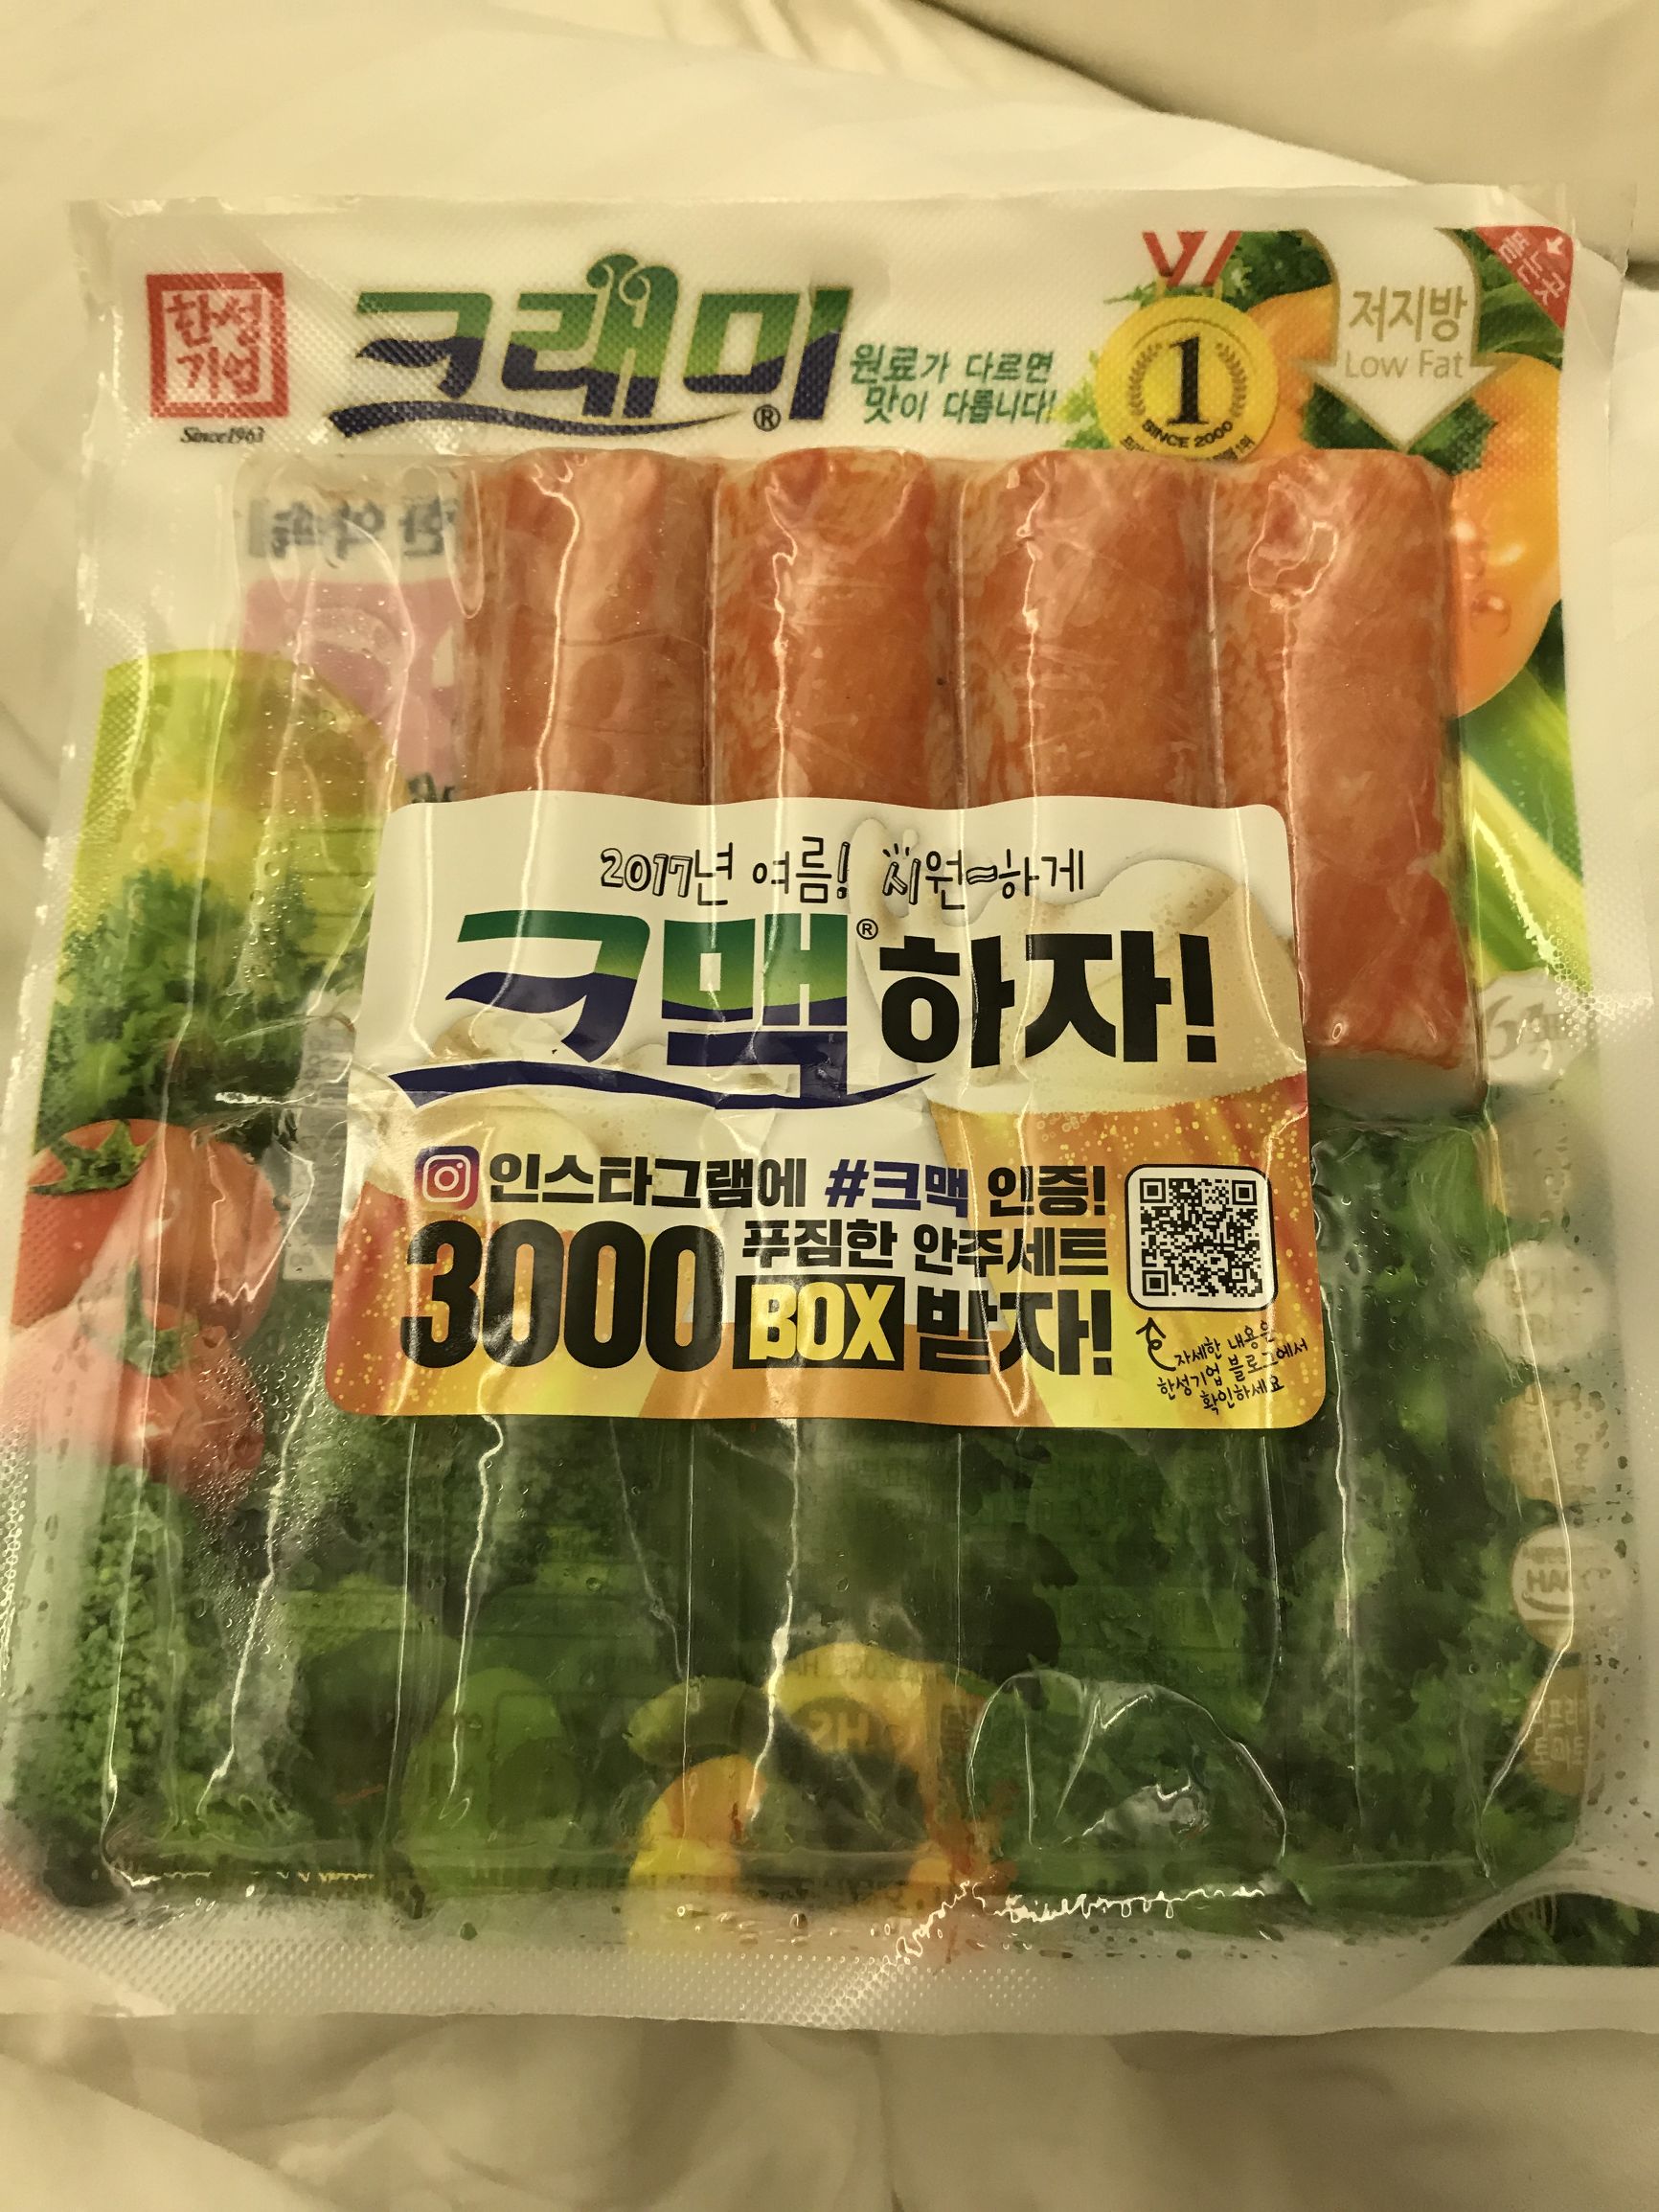 한성
기업
Since1963
크래미®
원료가 다르면
맛이 다릅니다!
1
SINCE 2000
저지방
Low Fat
뜯는곳
2017년 여름! 시원~하게
크맥® 하자!
인스타그램에 #크맥 인증!
3000 푸짐한 안주세트
BOX 받자!
자세한 내용은
한성기업 블로그에서
확인하세요